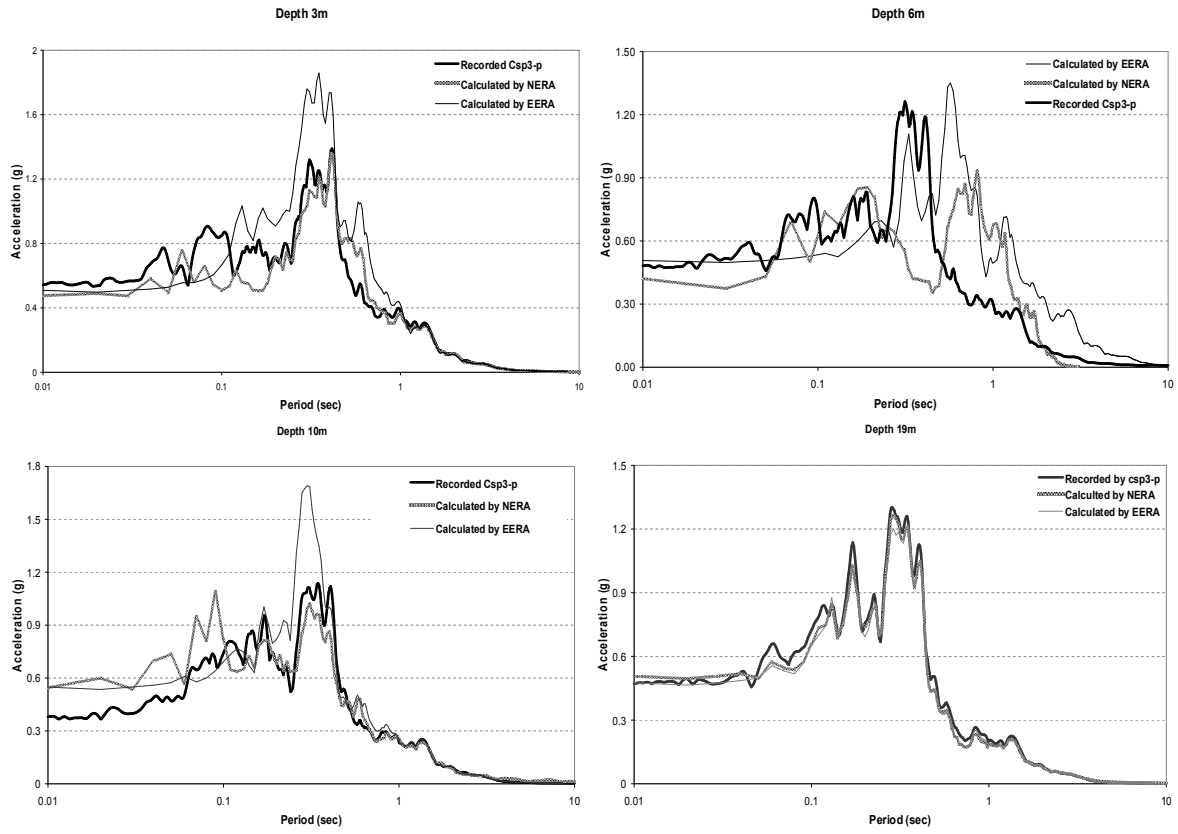 Depth 3m
2
1.6
1.2
0.8
0.4
0
Acceleration (g)
Recorded Csp3-p
Calculated by NERA
Calculated by EERA
0.01
0.1
1
10
Period (sec)
Depth 6m
1.50
1.20
0.90
0.60
0.30
0.00
Acceleration (g)
Calculated by EERA
Calculated by NERA
Recorded Csp3-p
0.01
0.1
1
10
Period (sec)
Depth 10m
1.8
1.5
1.2
0.9
0.6
0.3
0
Acceleration (g)
Recorded Csp3-p
Calculated by NERA
Calculated by EERA
0.01
0.1
1
10
Period (sec)
Depth 19m
1.5
1.2
0.9
0.6
0.3
0
Acceleration (g)
Recorded by csp3-p
Calculted by NERA
Calculated by EERA
0.01
0.1
1
10
Period (sec)